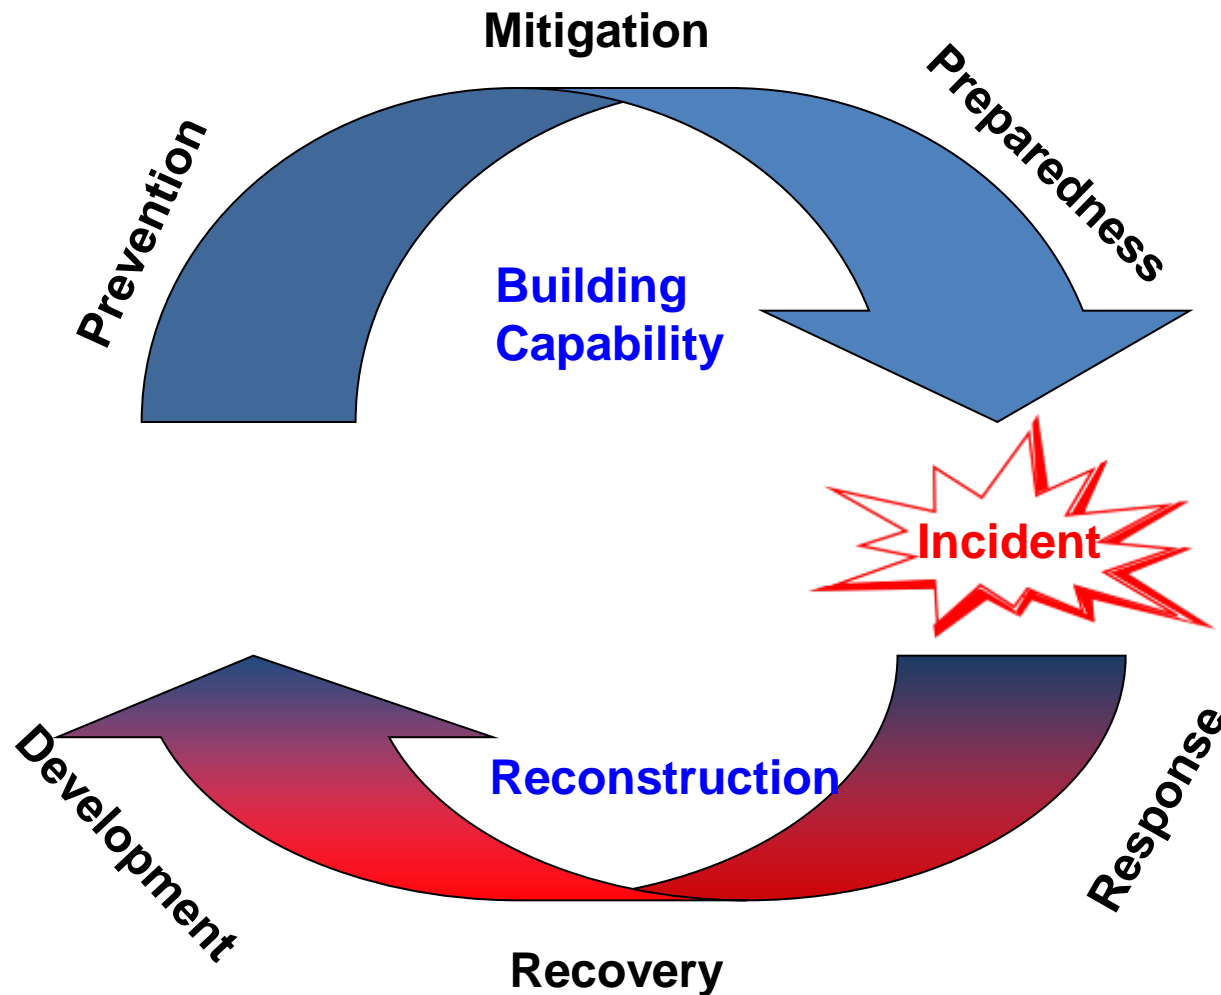 Mitigation
Preparedness
Prevention
Building
Capability
Incident
Reconstruction
Development
Response
Recovery